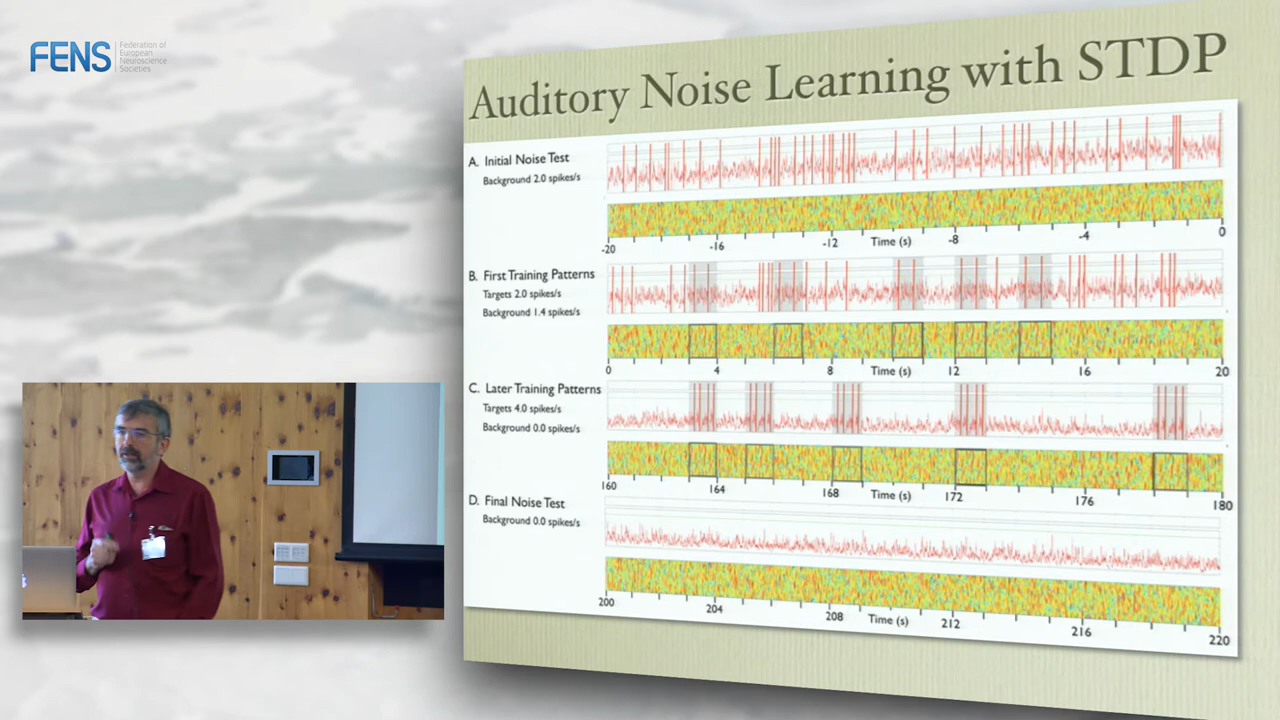 FENS
Federation of
European
Neuroscience
Societies
Auditory Noise Learning with STDP
A. Initial Noise Test
Background 2.0 spikes/s
-20 -16 -12 Time (s) -8 -4 0
B. First Training Patterns
Targets 2.0 spikes/s
Background 1.4 spikes/s
0 4 8 Time (s) 12 16 20
C. Later Training Patterns
Targets 4.0 spikes/s
Background 0.0 spikes/s
160 164 168 Time (s) 172 176 180
D. Final Noise Test
Background 0.0 spikes/s
200 204 208 Time (s) 212 216 220